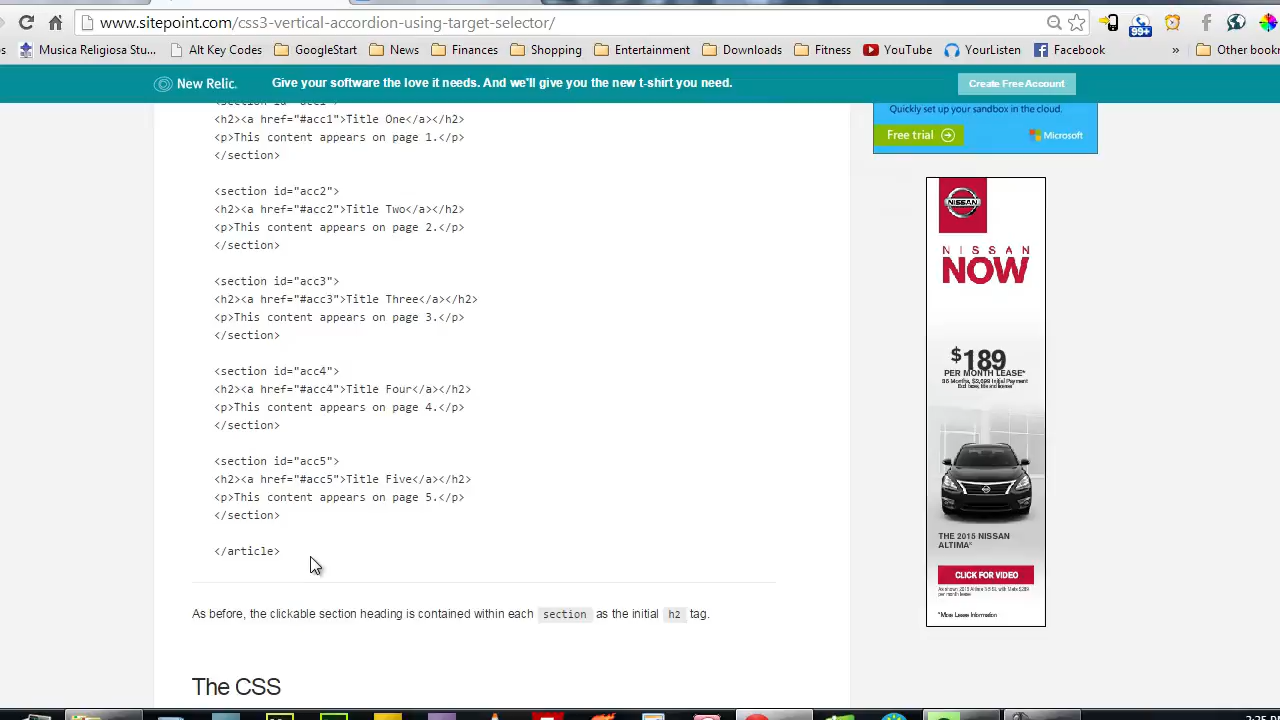 www.sitepoint.com/css3-vertical-accordion-using-target-selector/
99+
Musica Religiosa Stu...
Alt Key Codes
GoogleStart
News
Finances
Shopping
Entertainment
Downloads
Fitness
YouTube
YourListen
Facebook
»
Other book
New Relic.
Give your software the love it needs. And we'll give you the new t-shirt you need.
Create Free Account
<h2><a href="#acc1">Title One</a></h2>
<p>This content appears on page 1.</p>
</section>
<section id="acc2">
<h2><a href="#acc2">Title Two</a></h2>
<p>This content appears on page 2.</p>
</section>
<section id="acc3">
<h2><a href="#acc3">Title Three</a></h2>
<p>This content appears on page 3.</p>
</section>
<section id="acc4">
<h2><a href="#acc4">Title Four</a></h2>
<p>This content appears on page 4.</p>
</section>
<section id="acc5">
<h2><a href="#acc5">Title Five</a></h2>
<p>This content appears on page 5.</p>
</section>
</article>
As before, our clickable section heading is contained within each section as the initial h2 tag.
The CSS
Quickly set up your sandbox in the cloud.
Free trial
Microsoft
NISSAN
NISSAN
NOW
$189
PER MONTH LEASE*
THE 2015 NISSAN
ALTIMA®
CLICK FOR VIDEO
*More Lease Information